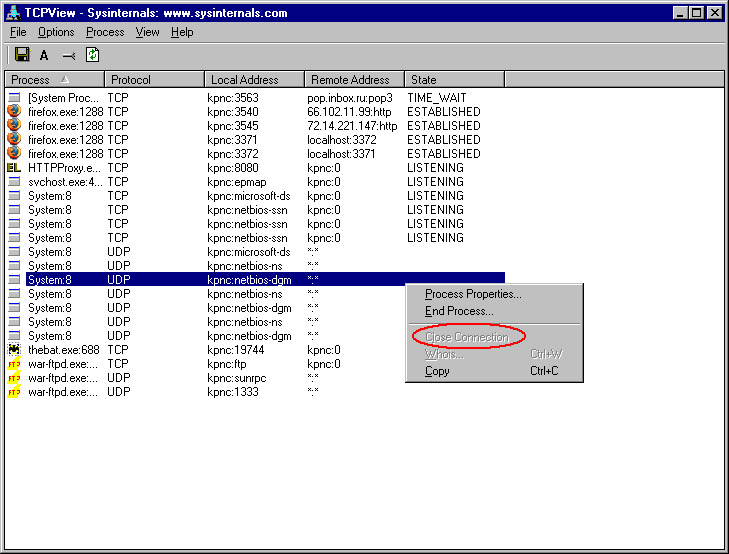 TCPView - Sysinternals: www.sysinternals.com
File Options Process View Help
A
Process Protocol Local Address Remote Address State
[System Proc... TCP kpnc:3563 pop.inbox.ru:pop3 TIME_WAIT
firefox.exe:1288 TCP kpnc:3540 66.102.11.99:http ESTABLISHED
firefox.exe:1288 TCP kpnc:3545 72.14.221.147:http ESTABLISHED
firefox.exe:1288 TCP kpnc:3371 localhost:3372 ESTABLISHED
firefox.exe:1288 TCP kpnc:3372 localhost:3371 ESTABLISHED
EL HTTPProxy.e... TCP kpnc:8080 kpnc:0 LISTENING
svchost.exe:4... TCP kpnc:epmap kpnc:0 LISTENING
System:8 TCP kpnc:microsoft-ds kpnc:0 LISTENING
System:8 TCP kpnc:netbios-ssn kpnc:0 LISTENING
System:8 TCP kpnc:netbios-ssn kpnc:0 LISTENING
System:8 TCP kpnc:netbios-ssn kpnc:0 LISTENING
System:8 UDP kpnc:microsoft-ds *:*
System:8 UDP kpnc:netbios-ns *:*
System:8 UDP kpnc:netbios-dgm *:*
System:8 UDP kpnc:netbios-ns *:*
System:8 UDP kpnc:netbios-dgm *:*
System:8 UDP kpnc:netbios-ns *:*
System:8 UDP kpnc:netbios-dgm *:*
thebat.exe:688 TCP kpnc:19744 kpnc:0
FTP war-ftpd.exe:... TCP kpnc:ftp kpnc:0
FTP war-ftpd.exe:... UDP kpnc:sunrpc *:*
FTP war-ftpd.exe:... UDP kpnc:1333 *:*
Process Properties...
End Process...
Close Connection
Whois... Ctrl+W
Copy Ctrl+C